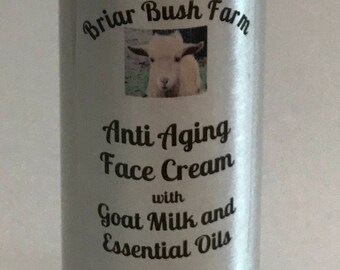 Briar Bush Farm
Anti Aging
Face Cream
with
Goat Milk and
Essential Oils